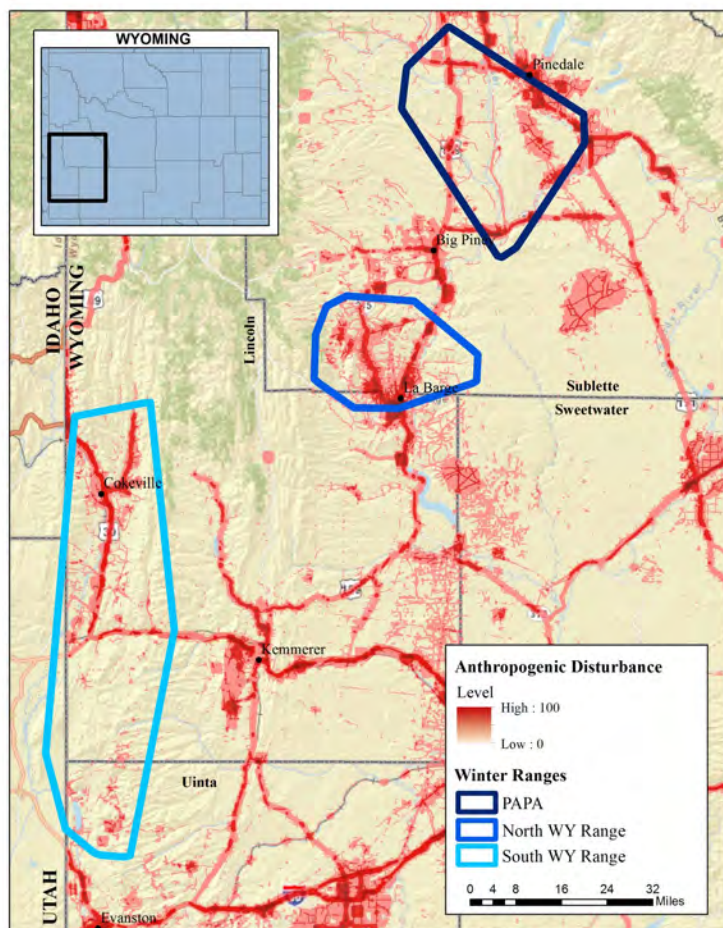 WYOMING
Pinedale
Big Piney
IDAHO
WYOMING
Lincoln
La Barge
Sublette
Sweetwater
Cokeville
30
Kemmerer
Uinta
UTAH
Evanston
Anthropogenic Disturbance
Level
High : 100
Low : 0
Winter Ranges
PAPA
North WY Range
South WY Range
0 4 8 16 24 32
Miles